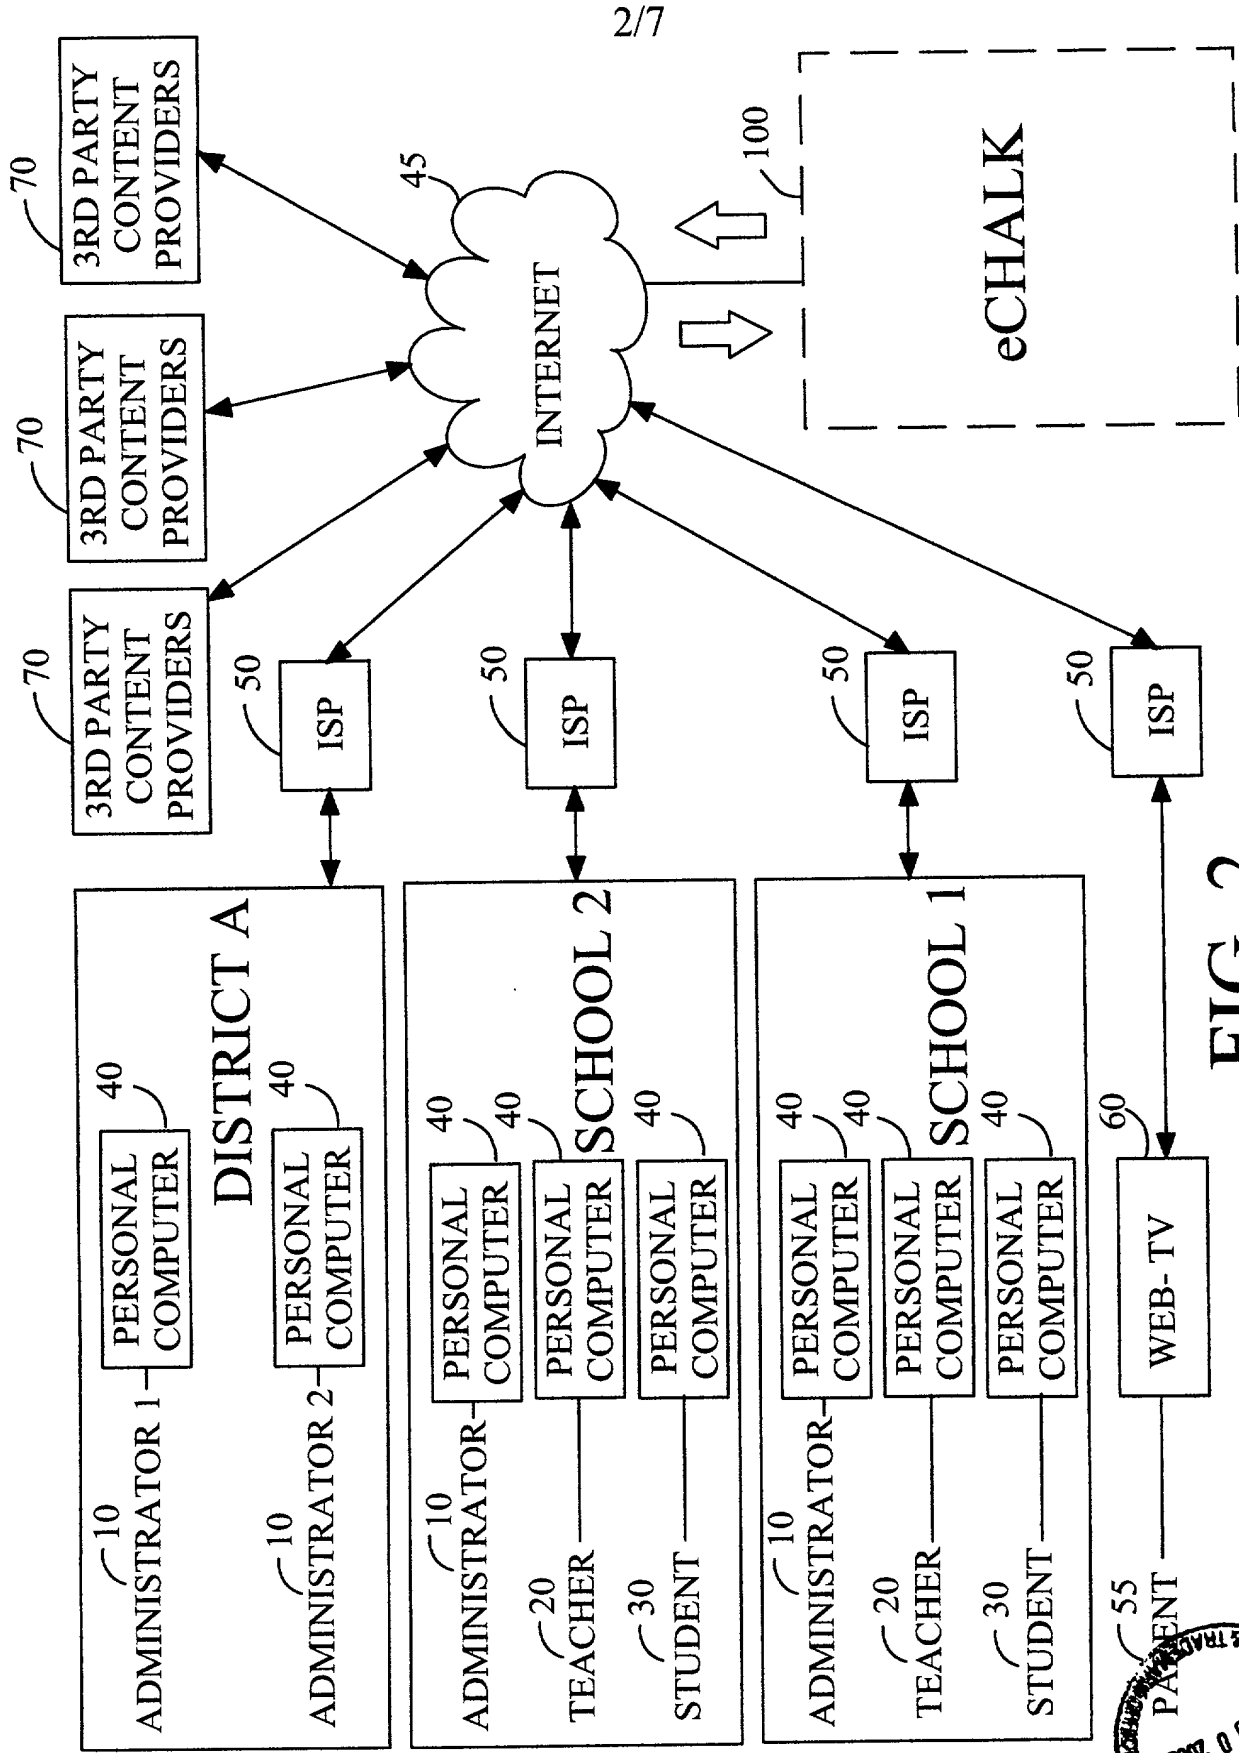 2/7
70
3RD PARTY
CONTENT
PROVIDERS
70
3RD PARTY
CONTENT
PROVIDERS
70
3RD PARTY
CONTENT
PROVIDERS
45
INTERNET
100
eCHALK
50
ISP
50
ISP
50
ISP
50
ISP
DISTRICT A
10
ADMINISTRATOR 1
40
PERSONAL
COMPUTER
10
ADMINISTRATOR 2
40
PERSONAL
COMPUTER
SCHOOL 2
10
ADMINISTRATOR
40
PERSONAL
COMPUTER
20
TEACHER
40
PERSONAL
COMPUTER
30
STUDENT
40
PERSONAL
COMPUTER
SCHOOL 1
10
ADMINISTRATOR
40
PERSONAL
COMPUTER
20
TEACHER
40
PERSONAL
COMPUTER
30
STUDENT
40
PERSONAL
COMPUTER
55
PARENT
60
WEB-TV
FIG. 2